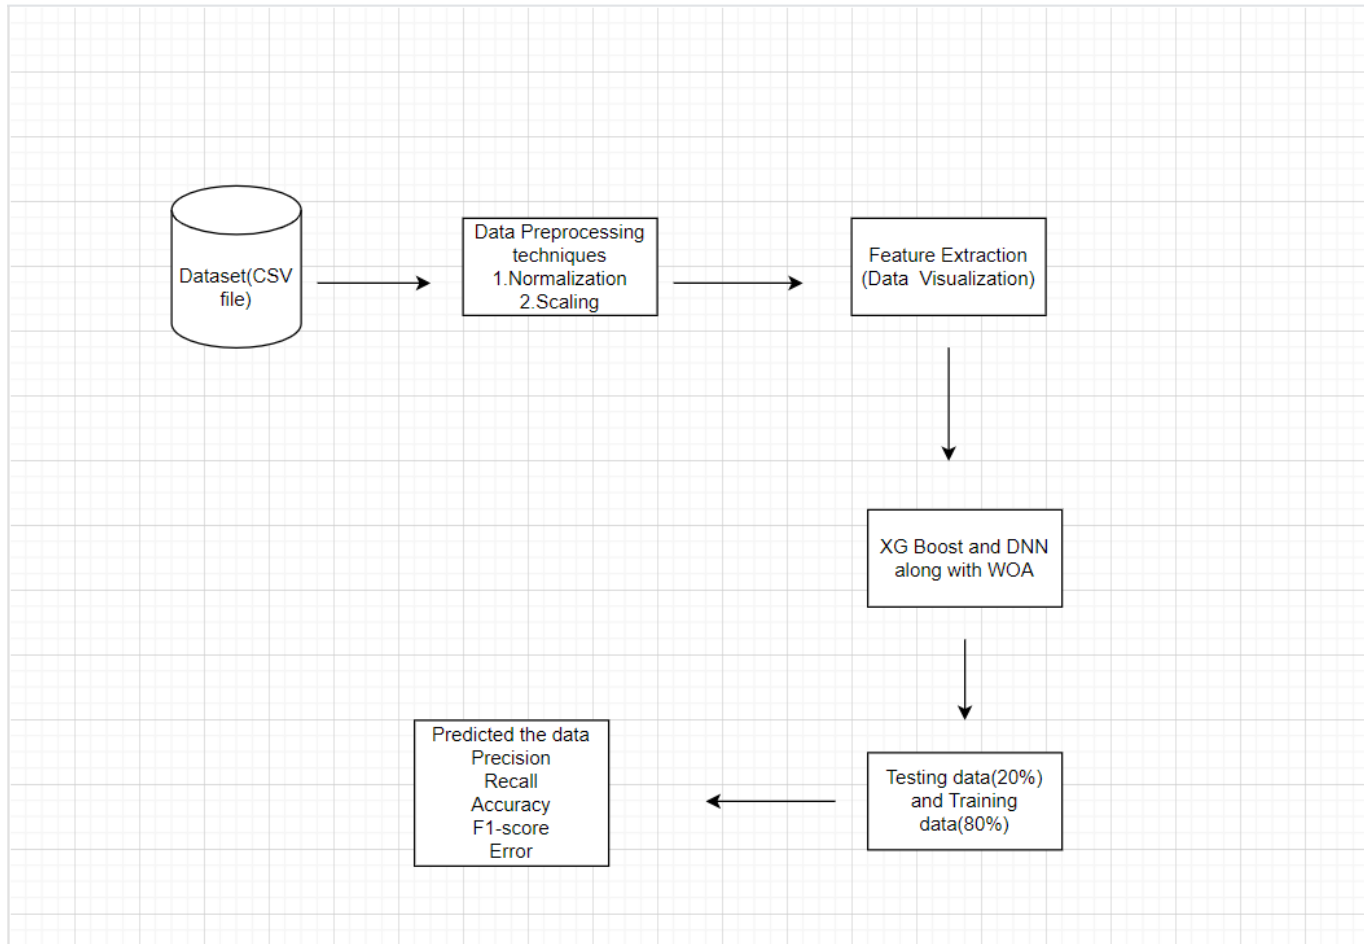 Dataset(CSV
file)
Data Preprocessing
techniques
1.Normalization
2.Scaling
Feature Extraction
(Data  Visualization)
XG Boost and DNN
along with WOA
Testing data(20%)
and Training
data(80%)
Predicted the data
Precision
Recall
Accuracy
F1-score
Error